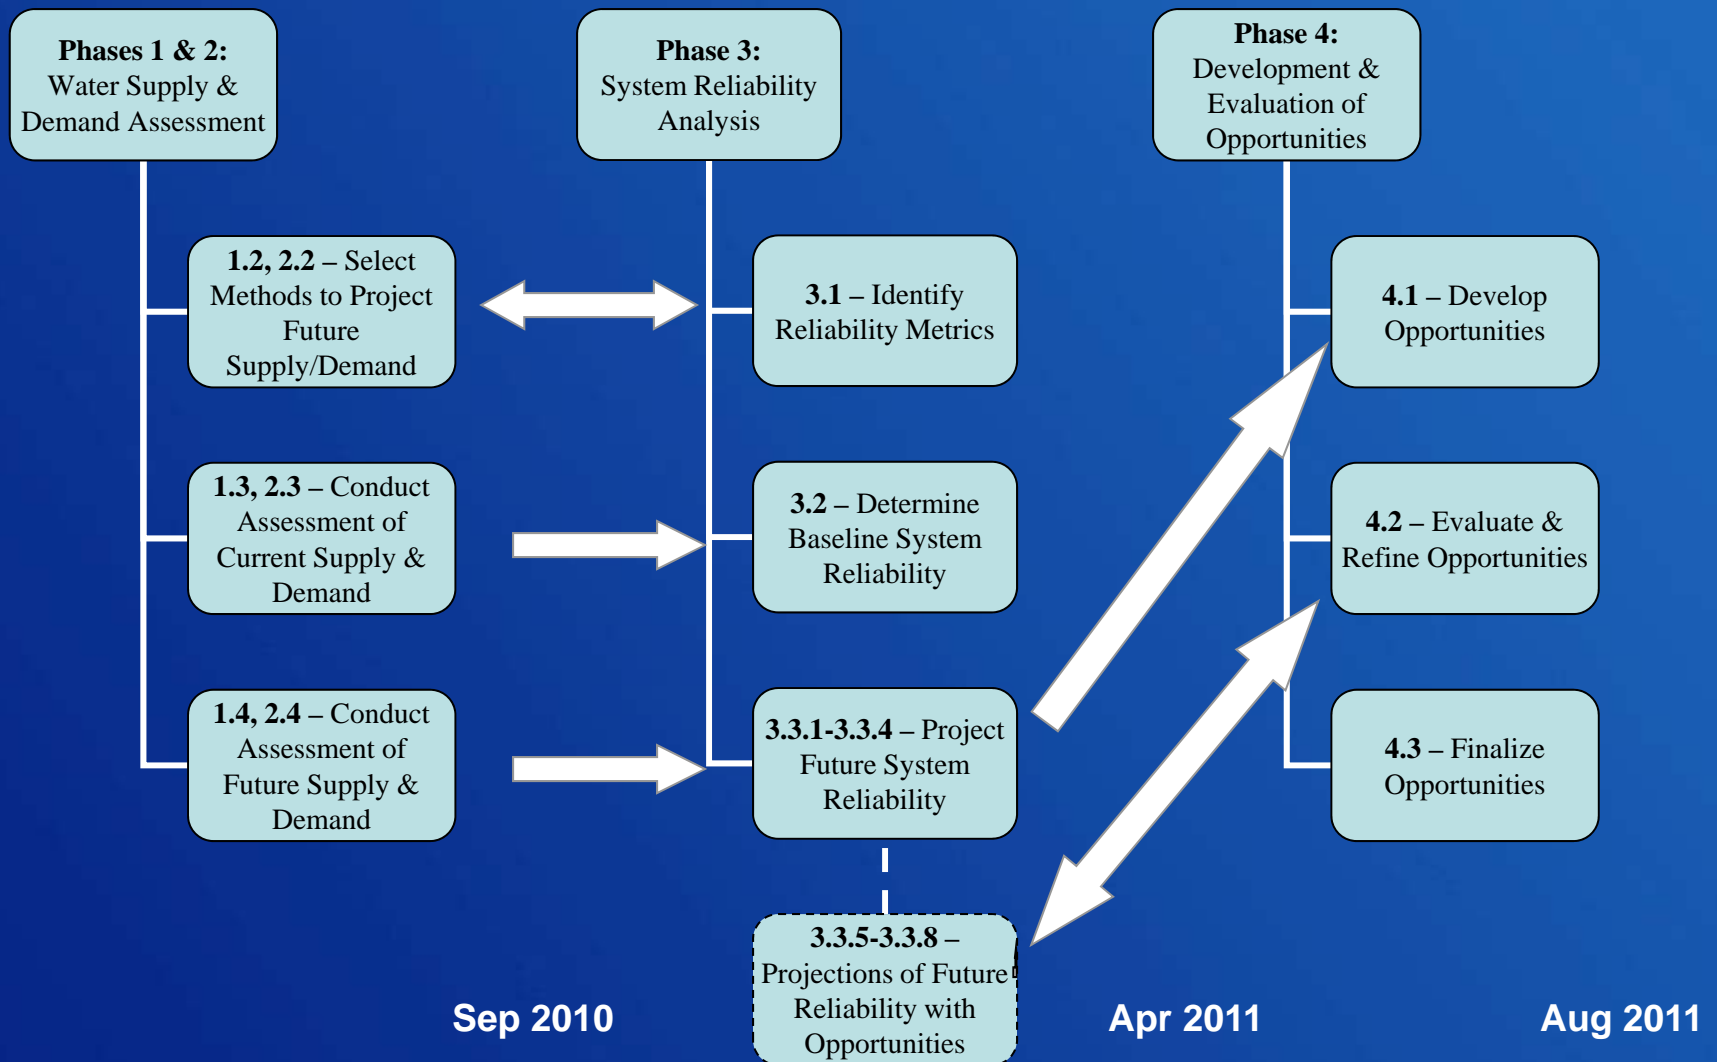 Phases 1 & 2:
Water Supply &
Demand Assessment
1.2, 2.2 – Select
Methods to Project
Future
Supply/Demand
1.3, 2.3 – Conduct
Assessment of
Current Supply &
Demand
1.4, 2.4 – Conduct
Assessment of
Future Supply &
Demand
Phase 3:
System Reliability
Analysis
3.1 – Identify
Reliability Metrics
3.2 – Determine
Baseline System
Reliability
3.3.1-3.3.4 – Project
Future System
Reliability
3.3.5-3.3.8 –
Projections of Future
Reliability with
Opportunities
Phase 4:
Development &
Evaluation of
Opportunities
4.1 – Develop
Opportunities
4.2 – Evaluate &
Refine Opportunities
4.3 – Finalize
Opportunities
Sep 2010
Apr 2011
Aug 2011